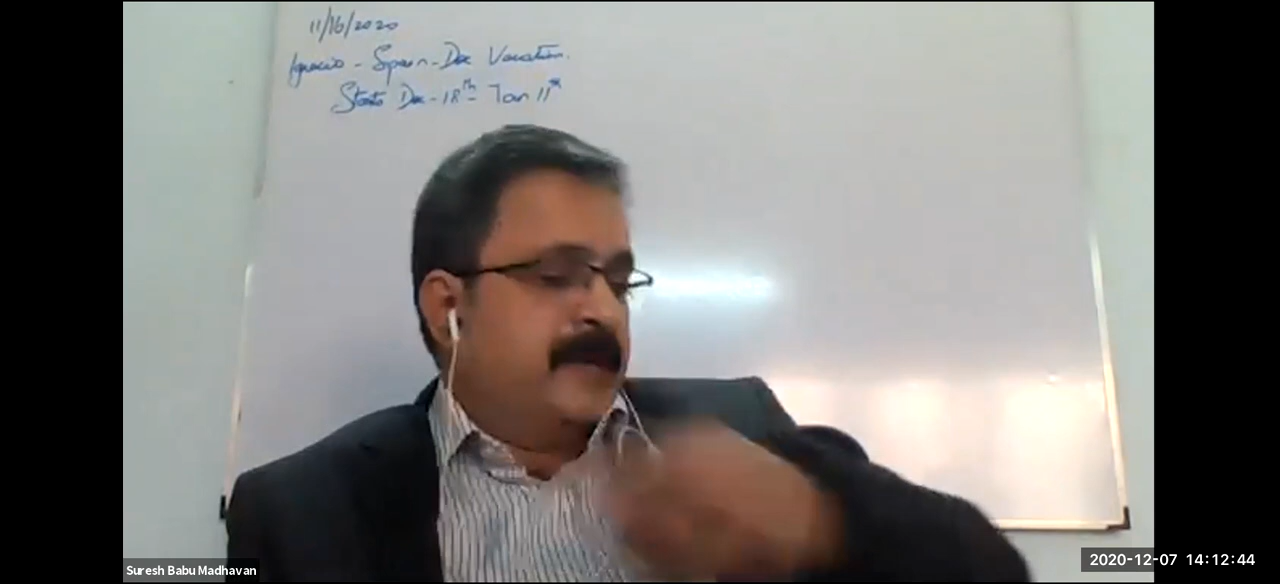 11/16/2020
Ignacio - Spain - Dec Vacation.
Starts Dec - 18th - Jan 11th
Suresh Babu Madhavan
2020-12-07 14:12:44